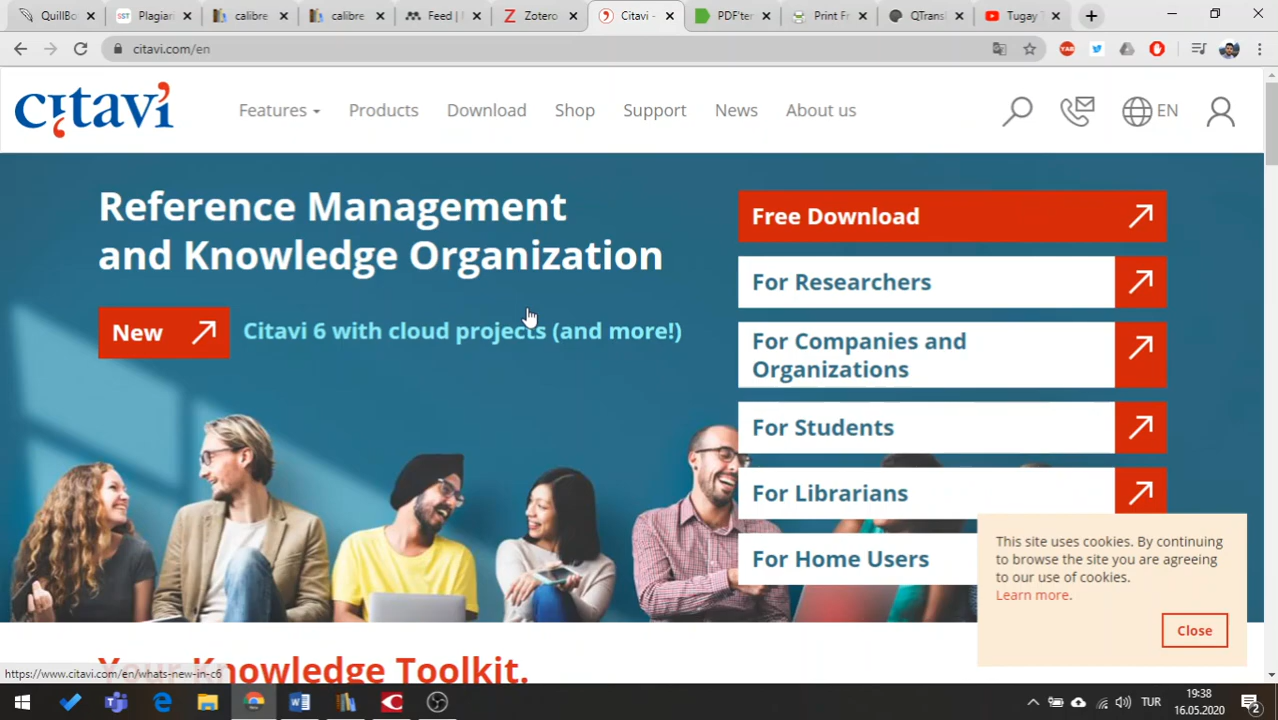 QuillBo
Plagian
calibre
calibre
Feed |
Zotero
Citavi -
PDF'ter
Print Fr
QTransl
Tugay T
citavi.com/en
citavi
Features
Products
Download
Shop
Support
News
About us
EN
Reference Management
and Knowledge Organization
New
Citavi 6 with cloud projects (and more!)
Free Download
For Researchers
For Companies and
Organizations
For Students
For Librarians
For Home Users
This site uses cookies. By continuing
to browse the site you are agreeing
to our use of cookies.
Learn more.
Close
Your Knowledge Toolkit.
https://www.citavi.com/en/whats-new-in-c6
TUR
19:38
16.05.2020
2